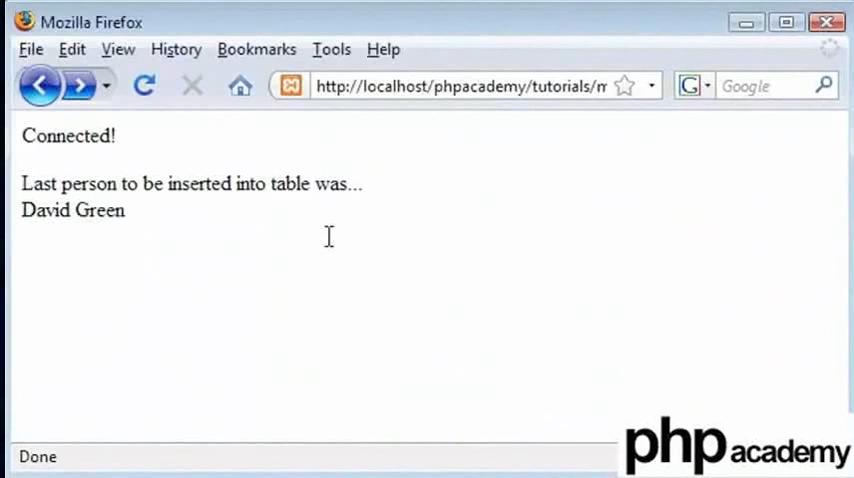 Mozilla Firefox
File Edit View History Bookmarks Tools Help
http://localhost/phpacademy/tutorials/m G Google
Connected!
Last person to be inserted into table was...
David Green
Done
php academy